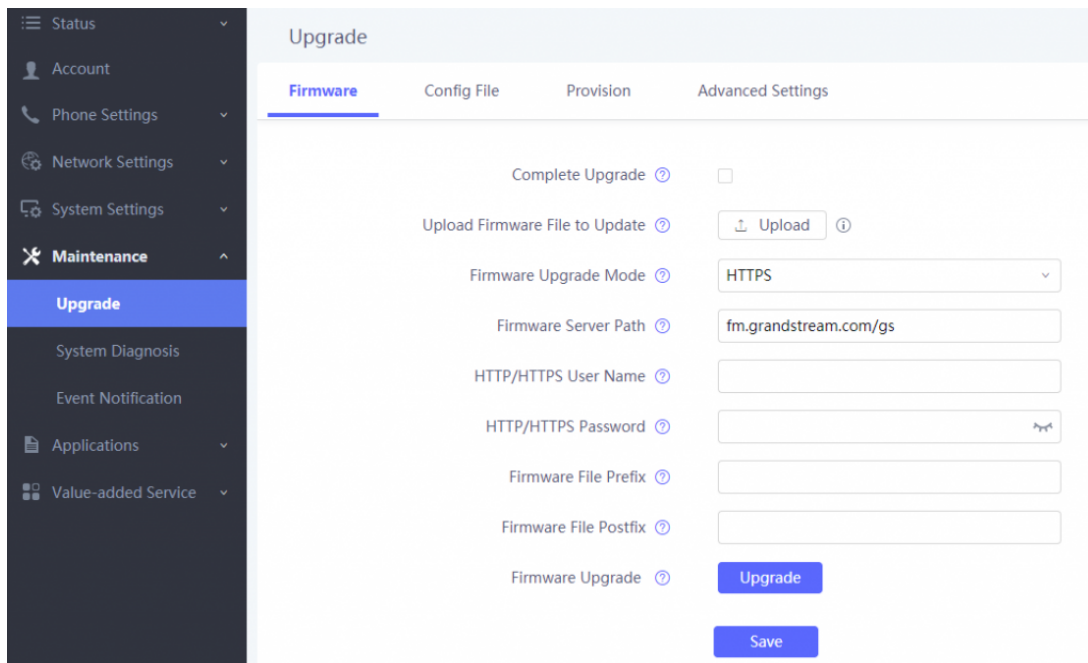 Status
Account
Phone Settings
Network Settings
System Settings
Maintenance
Upgrade
System Diagnosis
Event Notification
Applications
Value-added Service
Upgrade
Firmware Config File Provision Advanced Settings
Complete Upgrade
Upload Firmware File to Update Upload
Firmware Upgrade Mode HTTPS
Firmware Server Path fm.grandstream.com/gs
HTTP/HTTPS User Name
HTTP/HTTPS Password
Firmware File Prefix
Firmware File Postfix
Firmware Upgrade Upgrade
Save